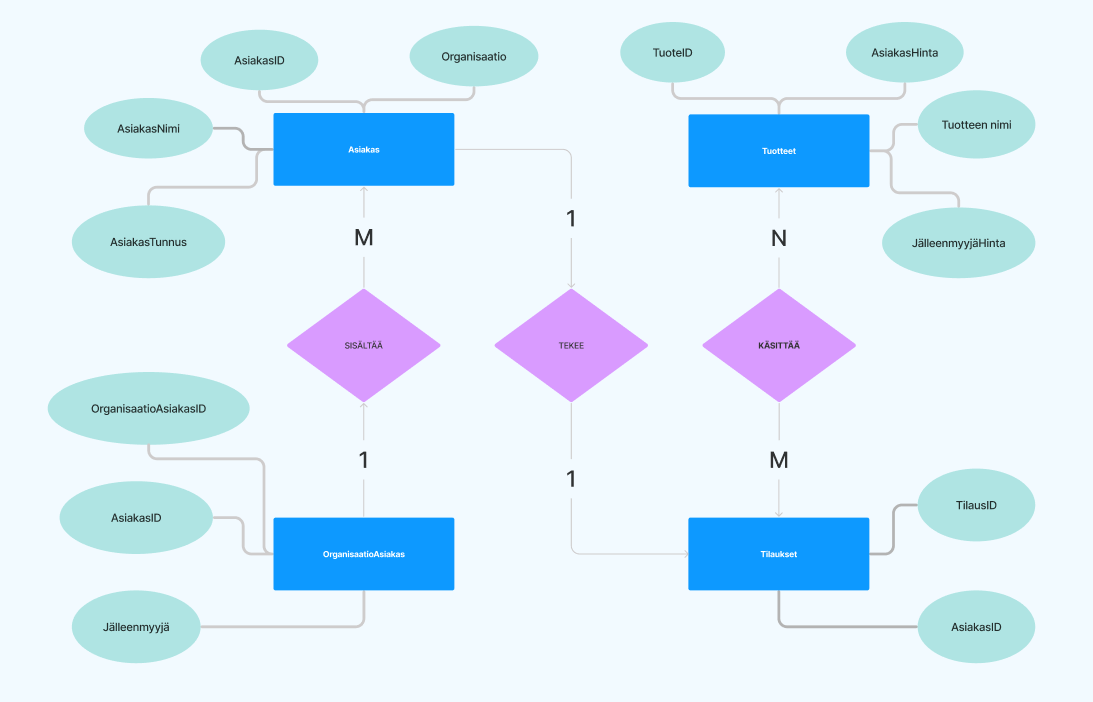 AsiakasID
Organisaatio
TuoteID
AsiakasHinta
AsiakasNimi
Asiakas
Tuotteet
Tuotteen nimi
AsiakasTunnus
1
M
N
JälleenmyyjäHinta
SISÄLTÄÄ
TEKEE
KÄSITTÄÄ
OrganisaatioAsiakasID
1
1
M
AsiakasID
TilausID
OrganisaatioAsiakas
Tilaukset
Jälleenmyyjä
AsiakasID